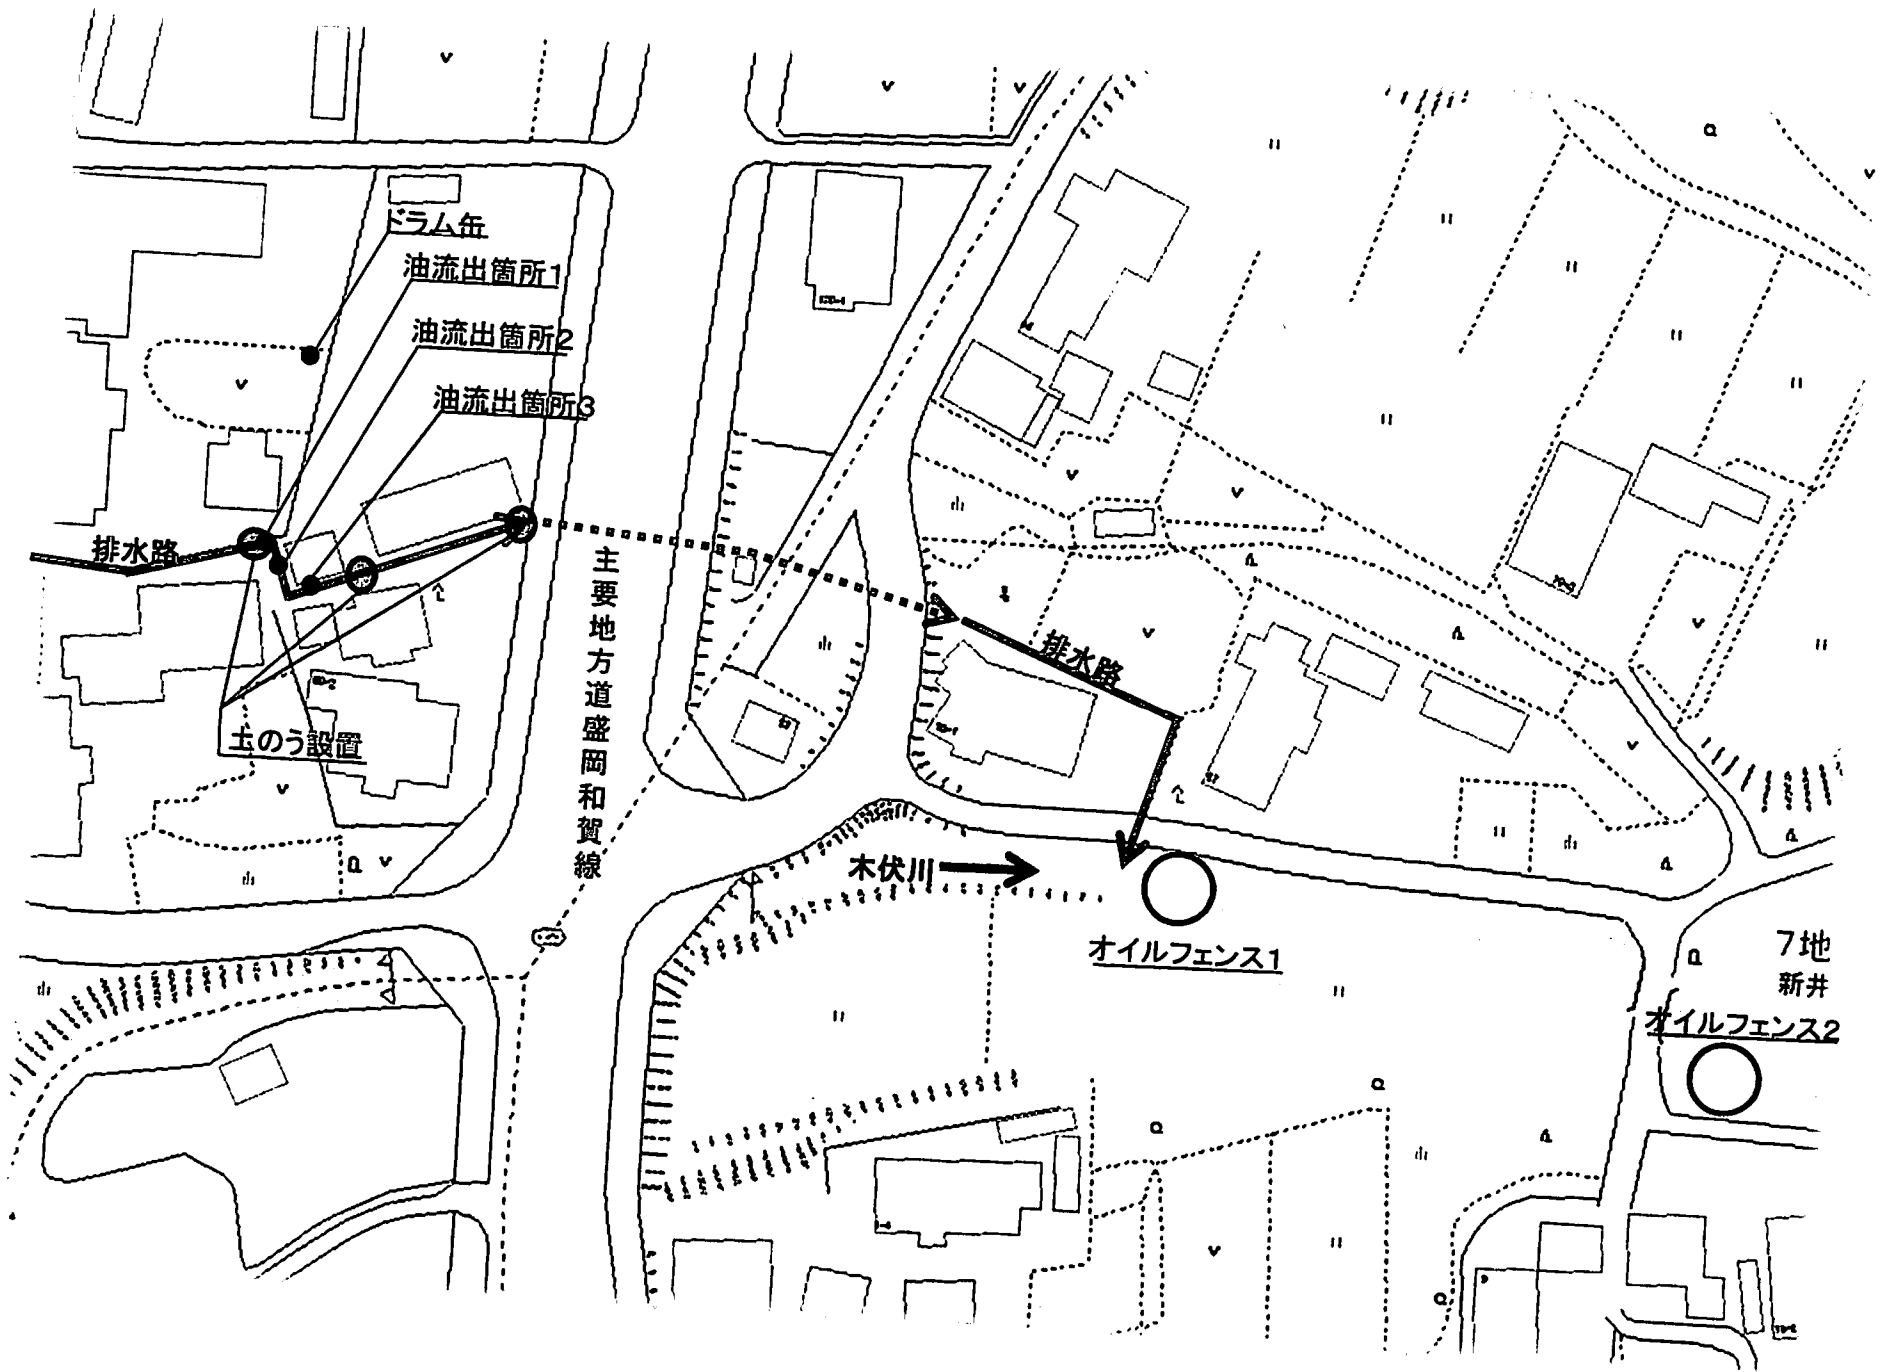 ドラム缶
油流出箇所1
油流出箇所2
油流出箇所3
排水路
土のう設置
主要地方道盛岡和賀線
排水路
木伏川
オイルフェンス1
7地
新井
オイルフェンス2